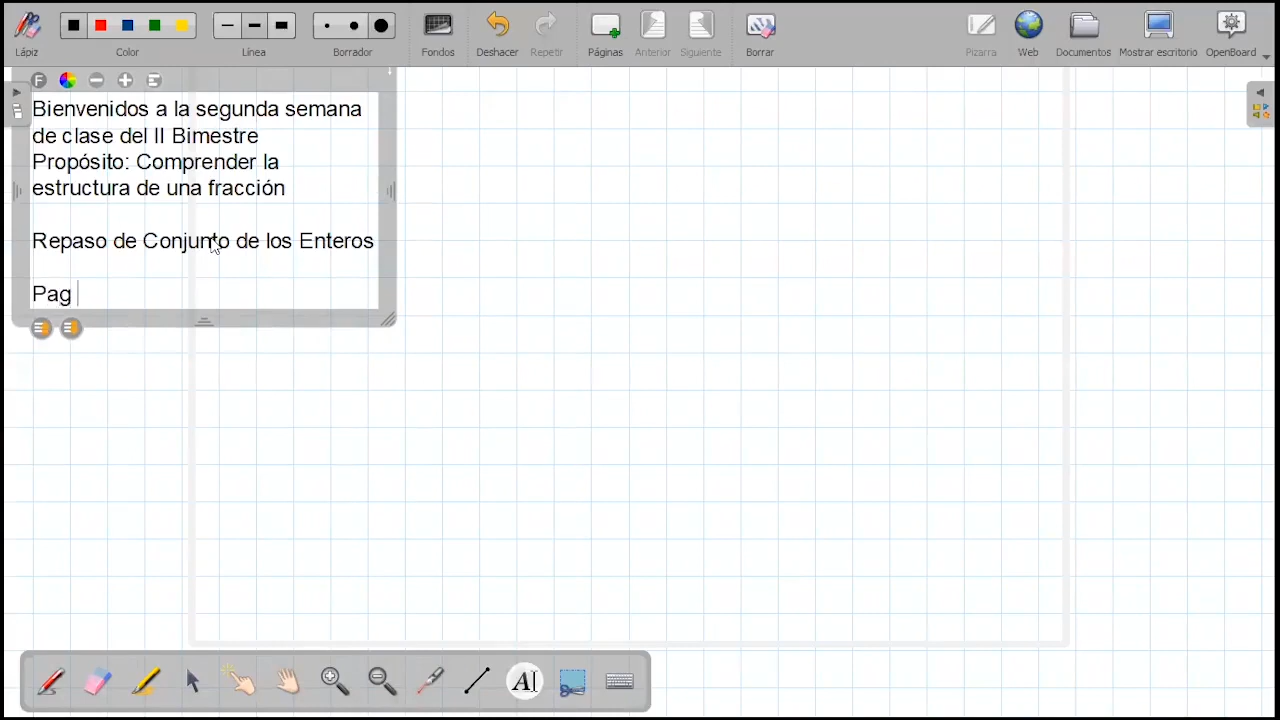 Lápiz
Color
Línea
Borrador
Fondos
Deshacer
Repetir
Páginas
Anterior
Siguiente
Borrar
Pizarra
Web
Documentos
Mostrar escritorio
OpenBoard
F
Bienvenidos a la segunda semana
de clase del II Bimestre
Propósito: Comprender la
estructura de una fracción
Repaso de Conjunto de los Enteros
Pag
AI